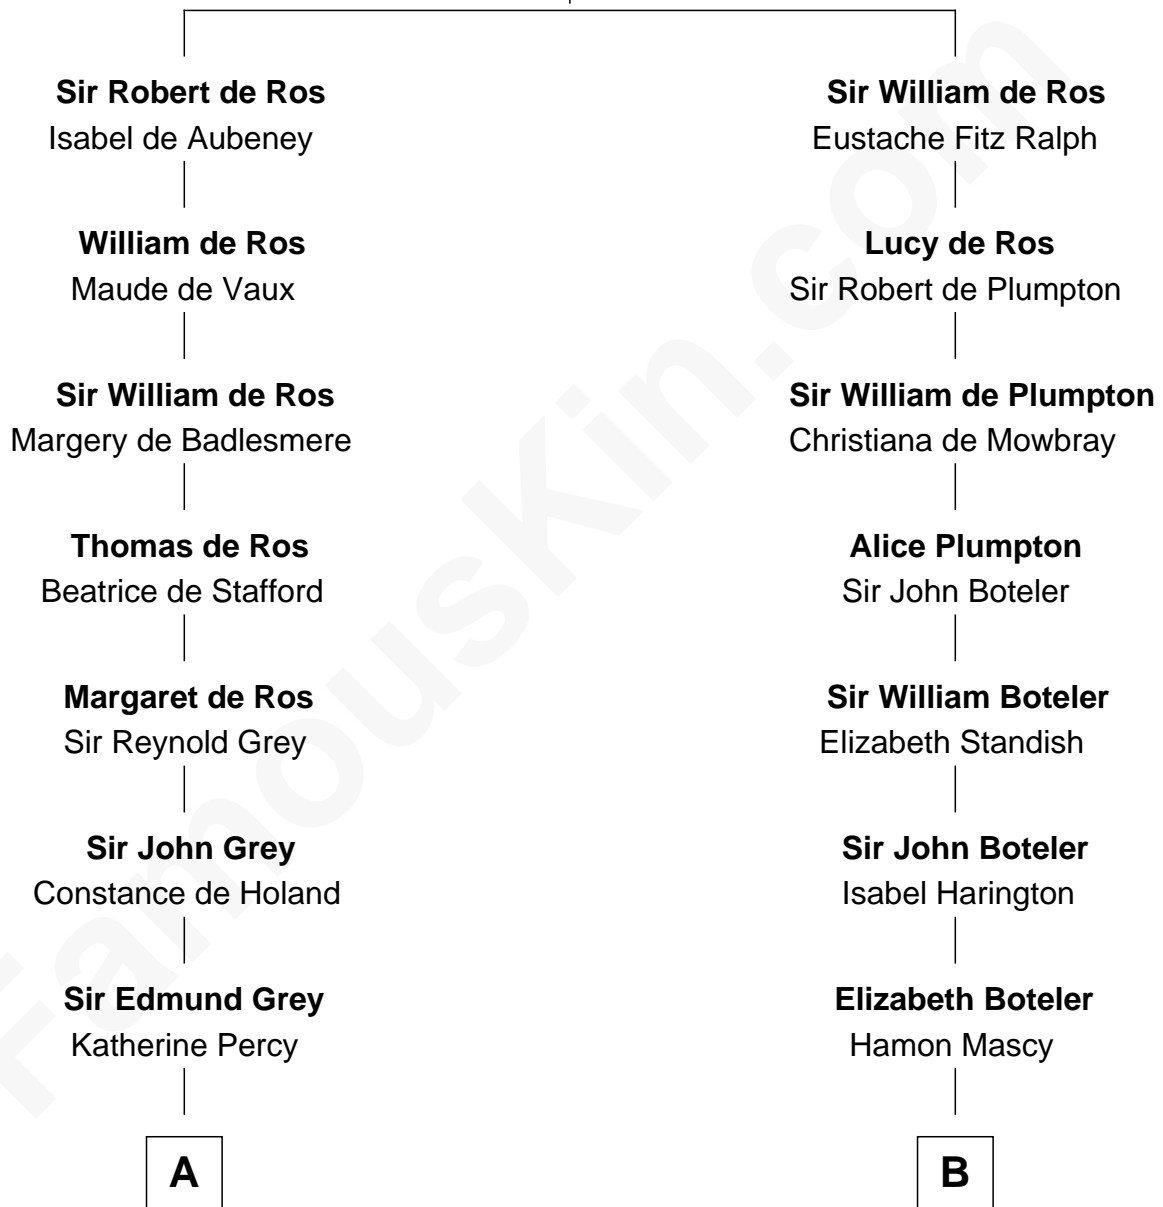 Sir Robert de Ros
Isabel de Aubeney
William de Ros
Maude de Vaux
Sir William de Ros
Margery de Badlesmere
Thomas de Ros
Beatrice de Stafford
Margaret de Ros
Sir Reynold Grey
Sir John Grey
Constance de Holand
Sir Edmund Grey
Katherine Percy
A
Sir William de Ros
Eustache Fitz Ralph
Lucy de Ros
Sir Robert de Plumpton
Sir William de Plumpton
Christiana de Mowbray
Alice Plumpton
Sir John Boteler
Sir William Boteler
Elizabeth Standish
Sir John Boteler
Isabel Harington
Elizabeth Boteler
Hamon Mascy
B
FamousKin.com